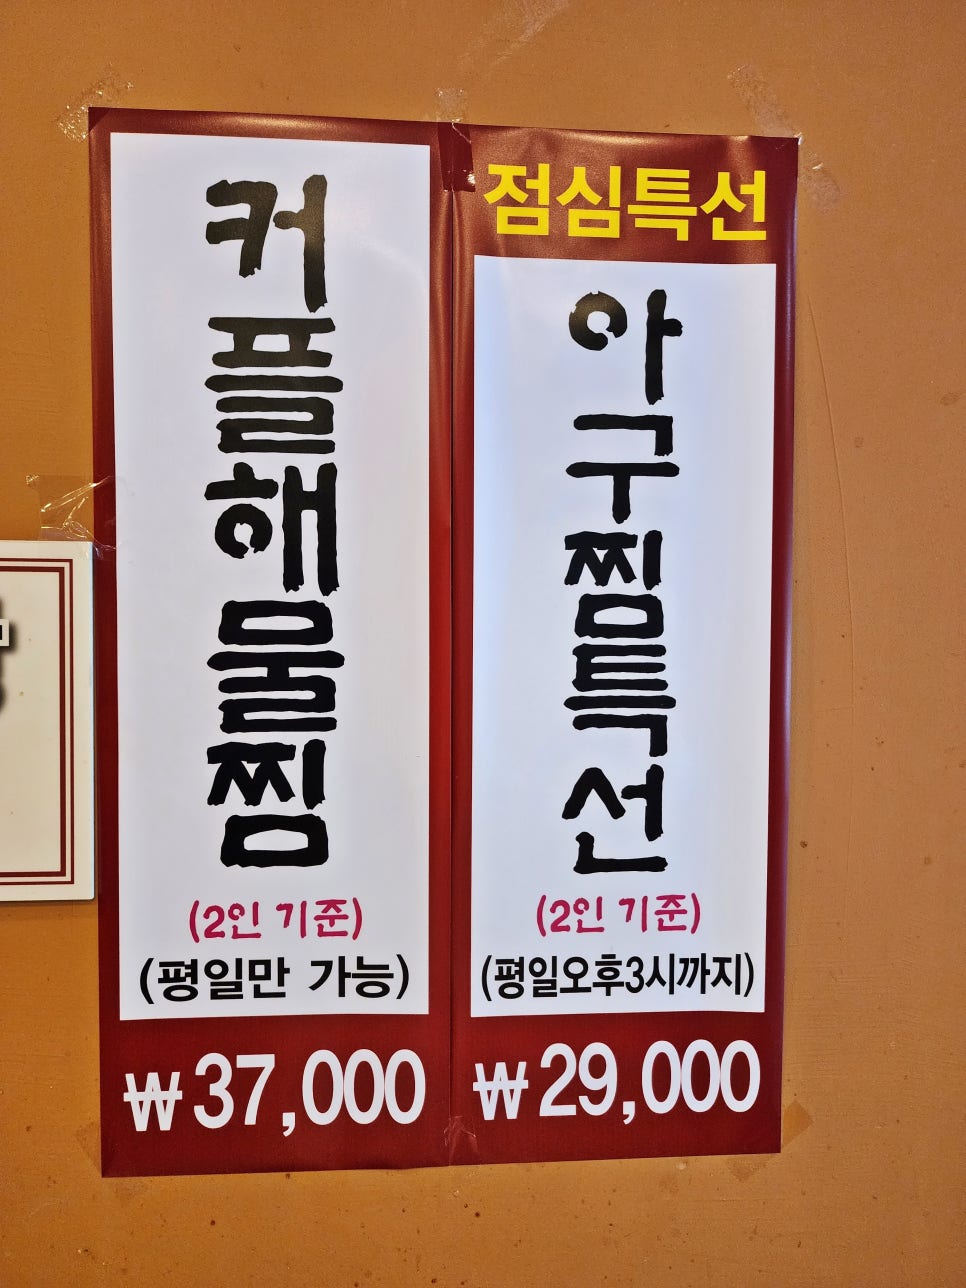 커플해물찜
(2인 기준)
(평일만 가능)
₩37,000
점심특선
아구찜특선
(2인 기준)
(평일오후3시까지)
₩29,000